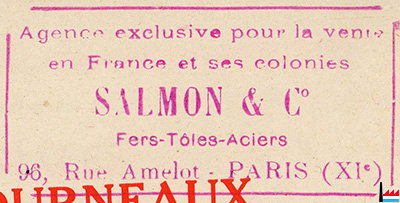 Agence exclusive pour la vente
en France et ses colonies
SALMON & Cº
Fers-Tôles-Aciers
96, Rue Amelot - PARIS (XIᵉ)
OURNEAUX